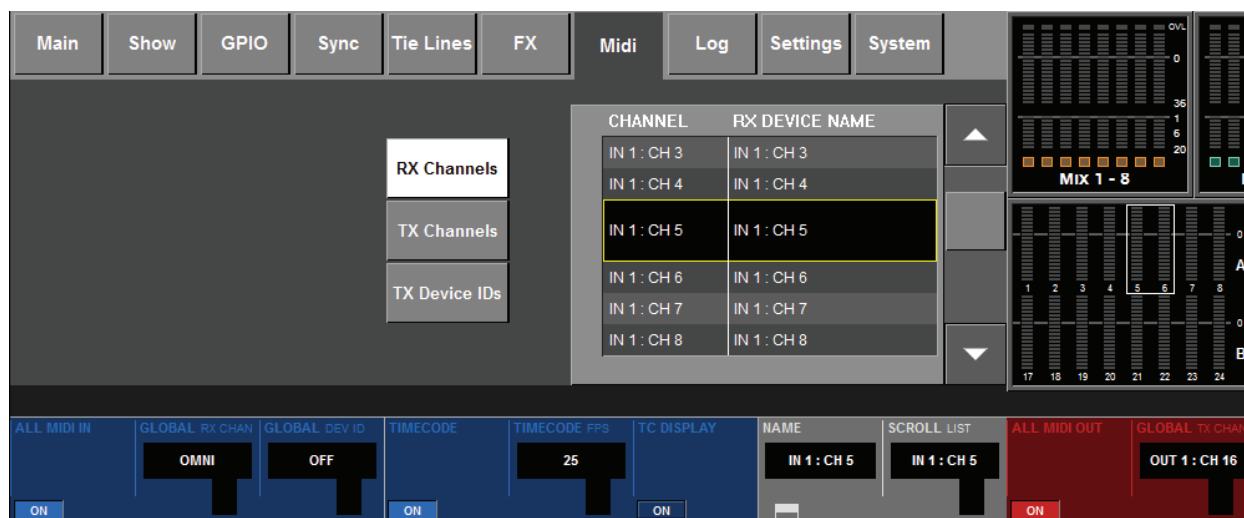 Main Show GPIO Sync Tie Lines FX Midi Log Settings System
OVL
0
36
1
6
20
MIX 1 - 8
CHANNEL RX DEVICE NAME
IN 1 : CH 3 IN 1 : CH 3
IN 1 : CH 4 IN 1 : CH 4
IN 1 : CH 5 IN 1 : CH 5
IN 1 : CH 6 IN 1 : CH 6
IN 1 : CH 7 IN 1 : CH 7
IN 1 : CH 8 IN 1 : CH 8
RX Channels
TX Channels
TX Device IDs
0
A
1 2 3 4 5 6 7 8
0
B
17 18 19 20 21 22 23 24
ALL MIDI IN GLOBAL RX CHAN GLOBAL DEV ID TIMECODE TIMECODE FPS TC DISPLAY NAME SCROLL LIST ALL MIDI OUT GLOBAL TX CHAN
OMNI OFF 25 IN 1 : CH 5 IN 1 : CH 5 OUT 1 : CH 16
ON ON ON ON